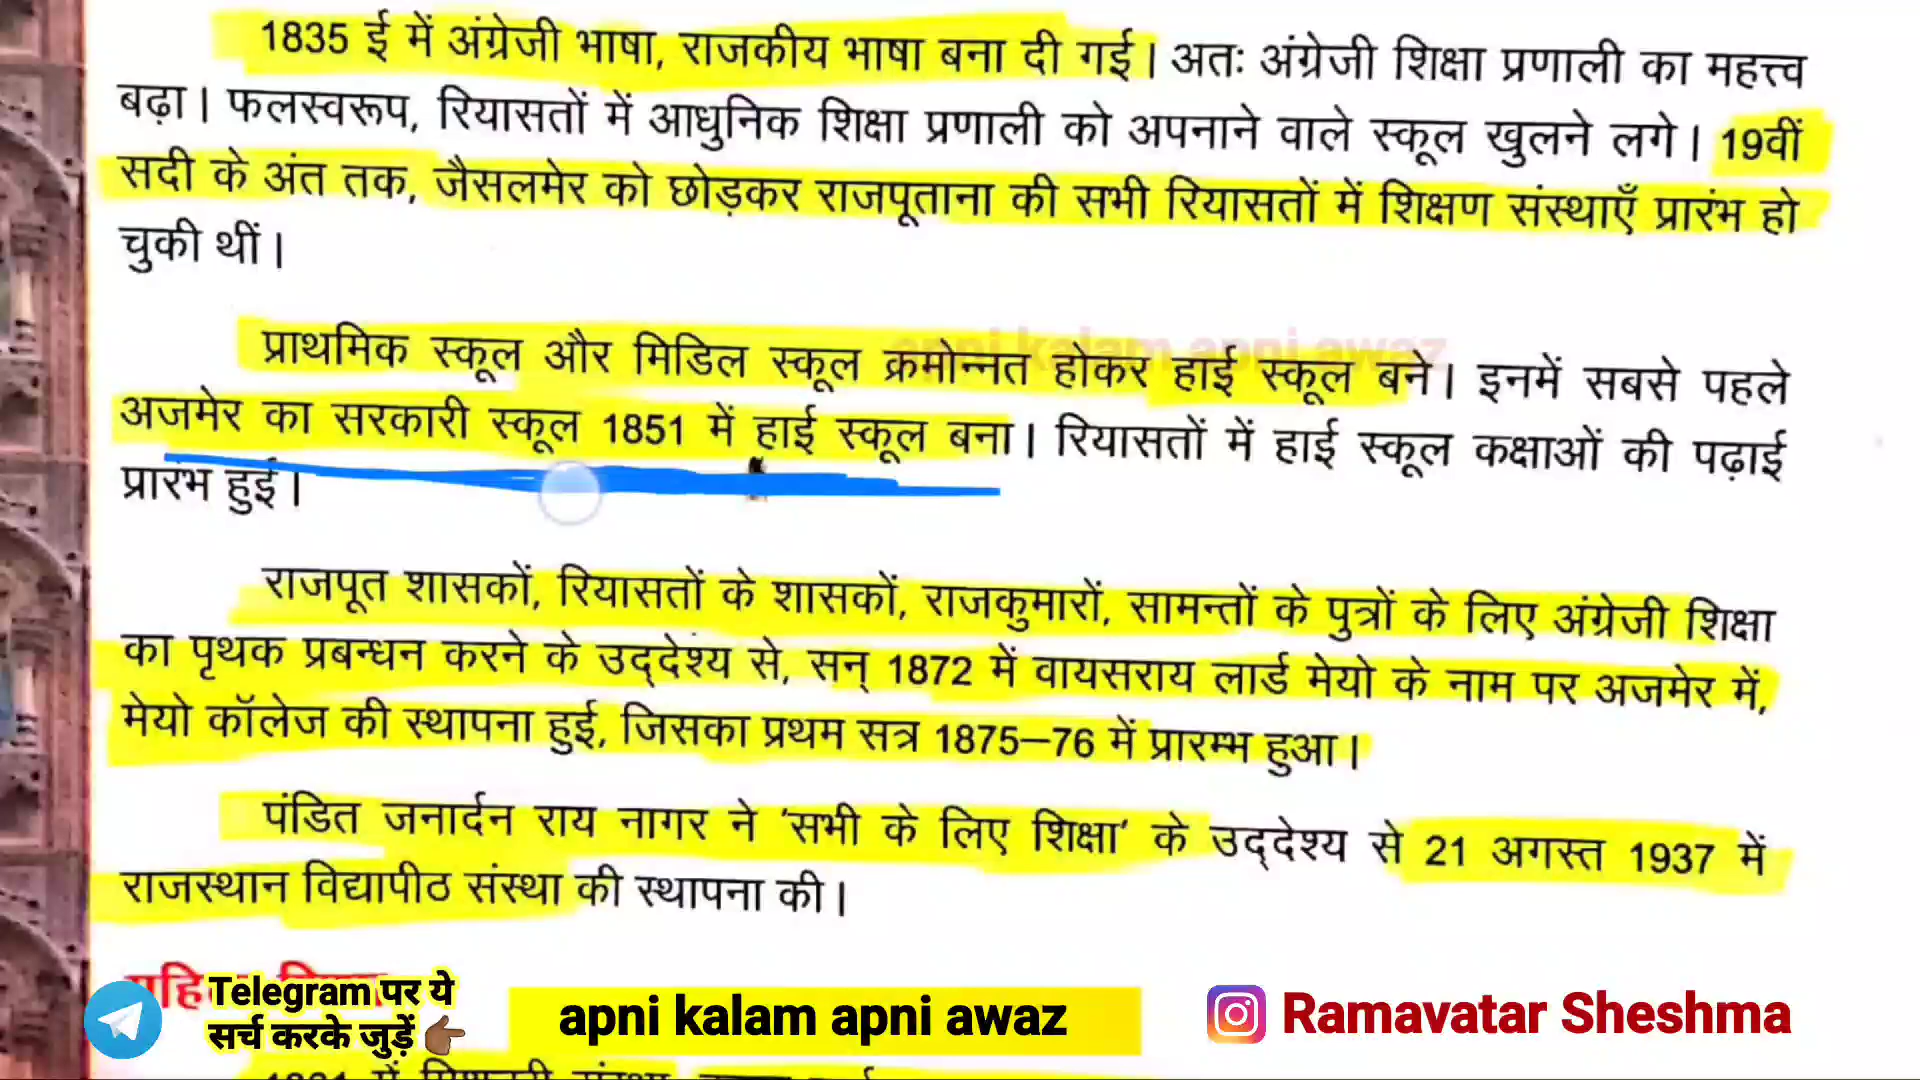 1835 ई में अंग्रेजी भाषा, राजकीय भाषा बना दी गई। अतः अंग्रेजी शिक्षा प्रणाली का महत्त्व
बढ़ा। फलस्वरूप, रियासतों में आधुनिक शिक्षा प्रणाली को अपनाने वाले स्कूल खुलने लगे। 19वीं
सदी के अंत तक, जैसलमेर को छोड़कर राजपूताना की सभी रियासतों में शिक्षण संस्थाएँ प्रारंभ हो
चुकी थीं।
apni kalam apni awaz
प्राथमिक स्कूल और मिडिल स्कूल क्रमोन्नत होकर हाई स्कूल बने। इनमें सबसे पहले
अजमेर का सरकारी स्कूल 1851 में हाई स्कूल बना। रियासतों में हाई स्कूल कक्षाओं की पढ़ाई
प्रारंभ हुई।
राजपूत शासकों, रियासतों के शासकों, राजकुमारों, सामन्तों के पुत्रों के लिए अंग्रेजी शिक्षा
का पृथक प्रबन्धन करने के उद्देश्य से, सन् 1872 में वायसराय लार्ड मेयो के नाम पर अजमेर में,
मेयो कॉलेज की स्थापना हुई, जिसका प्रथम सत्र 1875–76 में प्रारम्भ हुआ।
पंडित जनार्दन राय नागर ने 'सभी के लिए शिक्षा' के उद्देश्य से 21 अगस्त 1937 में
राजस्थान विद्यापीठ संस्था की स्थापना की।
Telegram पर ये
सर्च करके जुड़ें
apni kalam apni awaz
Ramavatar Sheshma